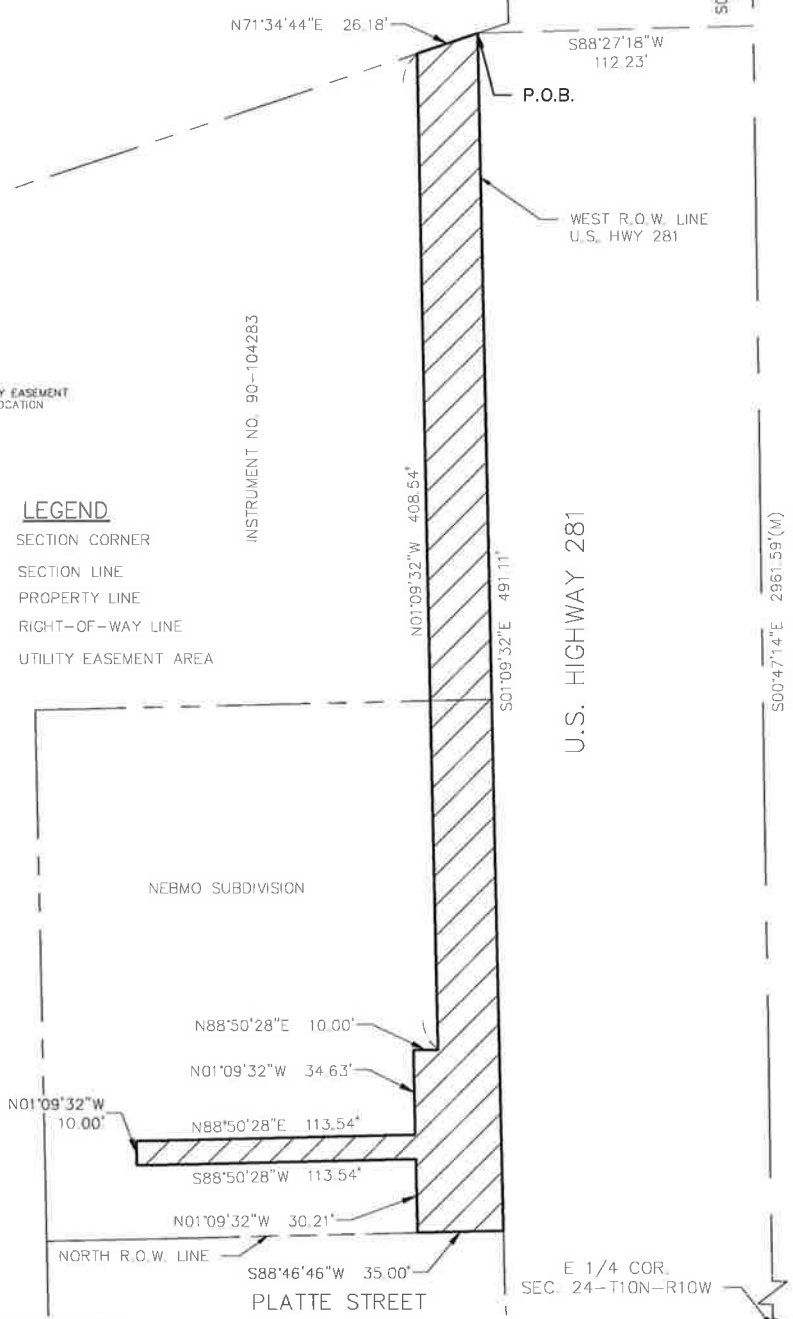 N71°34'44"E 26.18'
S88°27'18"W
112.23'
P.O.B.
WEST R.O.W. LINE
U.S. HWY 281
INSTRUMENT NO. 90-104283
Y EASEMENT
OCATION
LEGEND
SECTION CORNER
SECTION LINE
PROPERTY LINE
RIGHT-OF-WAY LINE
UTILITY EASEMENT AREA
N01°09'32"W 408.54'
S01°09'32"E 491.11'
U.S. HIGHWAY 281
S00°47'14"E 2961.59'(M)
NEBMO SUBDIVISION
N88°50'28"E 10.00'
N01°09'32"W 34.63'
N01°09'32"W
10.00'
N88°50'28"E 113.54'
S88°50'28"W 113.54'
N01°09'32"W 30.21'
NORTH R.O.W. LINE
S88°46'46"W 35.00'
PLATTE STREET
E 1/4 COR.
SEC. 24-T10N-R10W